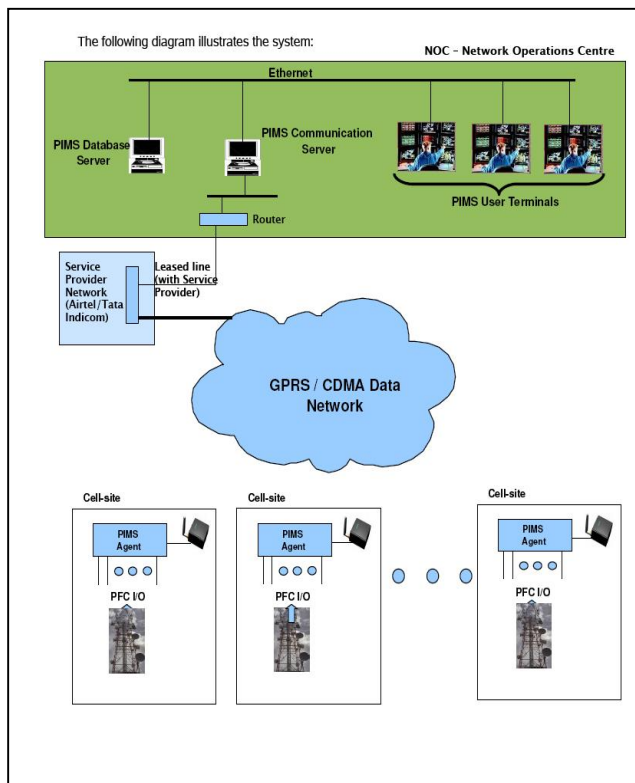 The following diagram illustrates the system:
NOC – Network Operations Centre
Ethernet
PIMS Database
Server
PIMS Communication
Server
PIMS User Terminals
Router
Service
Provider
Network
(Airtel/Tata
Indicom)
Leased line
(with Service
Provider)
GPRS / CDMA Data
Network
Cell-site
PIMS
Agent
PFC I/O
Cell-site
PIMS
Agent
PFC I/O
Cell-site
PIMS
Agent
PFC I/O